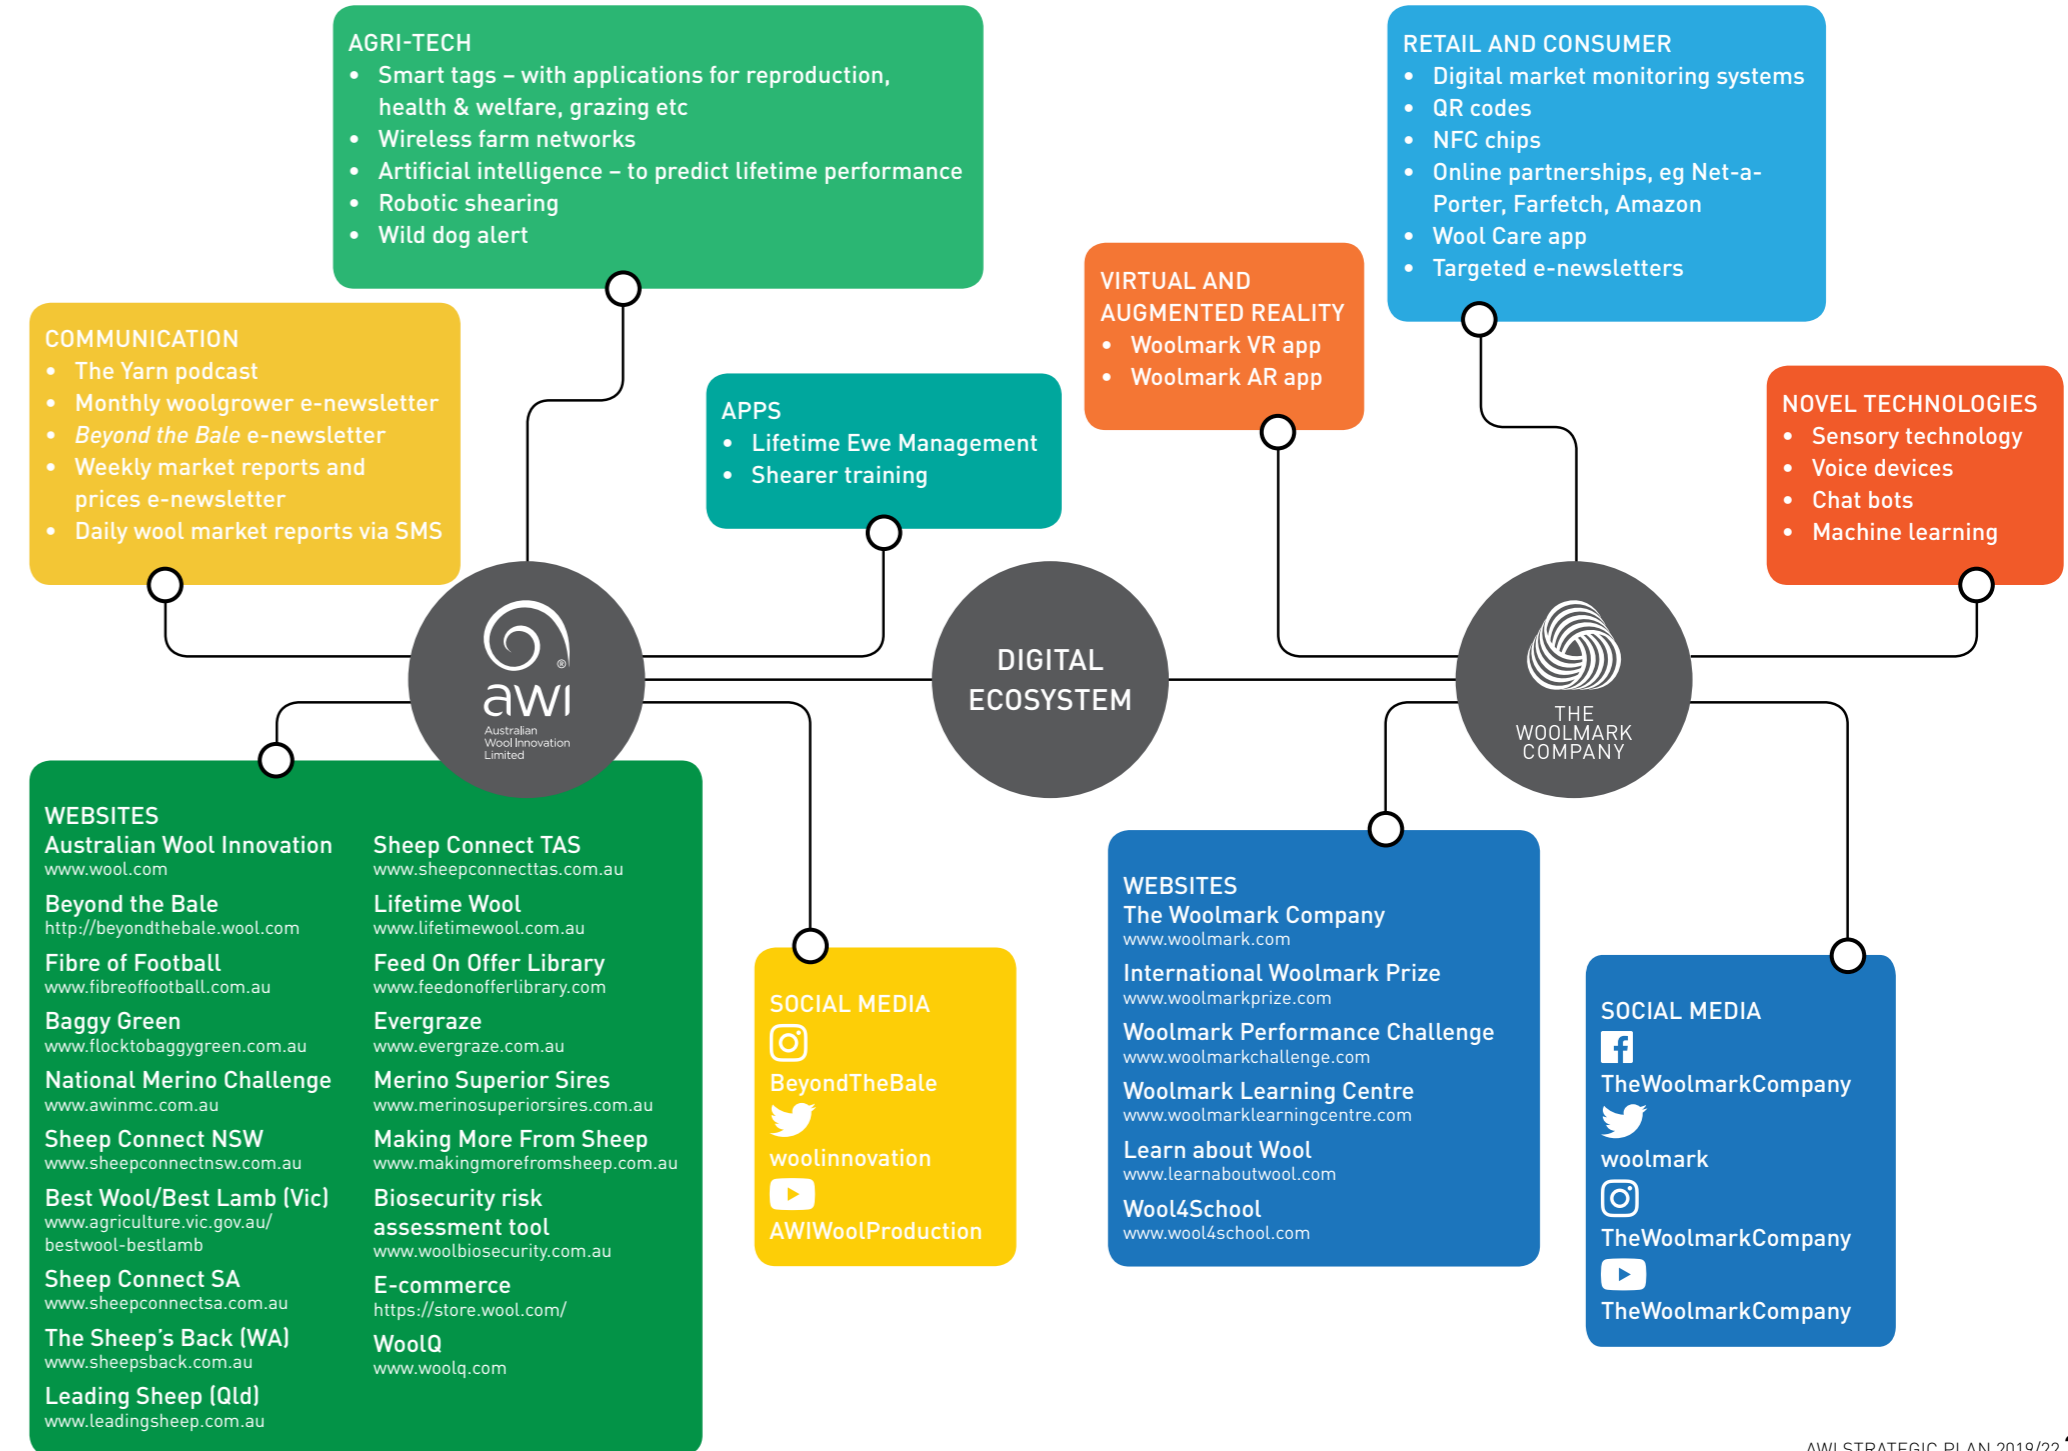 AGRI-TECH
• Smart tags – with applications for reproduction,
health & welfare, grazing etc
• Wireless farm networks
• Artificial intelligence – to predict lifetime performance
• Robotic shearing
• Wild dog alert
RETAIL AND CONSUMER
• Digital market monitoring systems
• QR codes
• NFC chips
• Online partnerships, eg Net-a-
Porter, Farfetch, Amazon
• Wool Care app
• Targeted e-newsletters
COMMUNICATION
• The Yarn podcast
• Monthly woolgrower e-newsletter
• Beyond the Bale e-newsletter
• Weekly market reports and
prices e-newsletter
• Daily wool market reports via SMS
APPS
• Lifetime Ewe Management
• Shearer training
VIRTUAL AND
AUGMENTED REALITY
• Woolmark VR app
• Woolmark AR app
NOVEL TECHNOLOGIES
• Sensory technology
• Voice devices
• Chat bots
• Machine learning
®
awi
Australian
Wool Innovation
Limited
DIGITAL
ECOSYSTEM
THE
WOOLMARK
COMPANY
WEBSITES
Australian Wool Innovation
www.wool.com
Beyond the Bale
http://beyondthebale.wool.com
Fibre of Football
www.fibreoffootball.com.au
Baggy Green
www.flocktobaggygreen.com.au
National Merino Challenge
www.awinmc.com.au
Sheep Connect NSW
www.sheepconnectnsw.com.au
Best Wool/Best Lamb (Vic)
www.agriculture.vic.gov.au/
bestwool-bestlamb
Sheep Connect SA
www.sheepconnectsa.com.au
The Sheep’s Back (WA)
www.sheepsback.com.au
Leading Sheep (Qld)
www.leadingsheep.com.au
Sheep Connect TAS
www.sheepconnecttas.com.au
Lifetime Wool
www.lifetimewool.com.au
Feed On Offer Library
www.feedonofferlibrary.com
Evergraze
www.evergraze.com.au
Merino Superior Sires
www.merinosuperiorsires.com.au
Making More From Sheep
www.makingmorefromsheep.com.au
Biosecurity risk
assessment tool
www.woolbiosecurity.com.au
E-commerce
https://store.wool.com/
WoolQ
www.woolq.com
SOCIAL MEDIA
BeyondTheBale
woolinnovation
AWIWoolProduction
WEBSITES
The Woolmark Company
www.woolmark.com
International Woolmark Prize
www.woolmarkprize.com
Woolmark Performance Challenge
www.woolmarkchallenge.com
Woolmark Learning Centre
www.woolmarklearningcentre.com
Learn about Wool
www.learnaboutwool.com
Wool4School
www.wool4school.com
SOCIAL MEDIA
TheWoolmarkCompany
woolmark
TheWoolmarkCompany
TheWoolmarkCompany
AWI STRATEGIC PLAN 2019/22